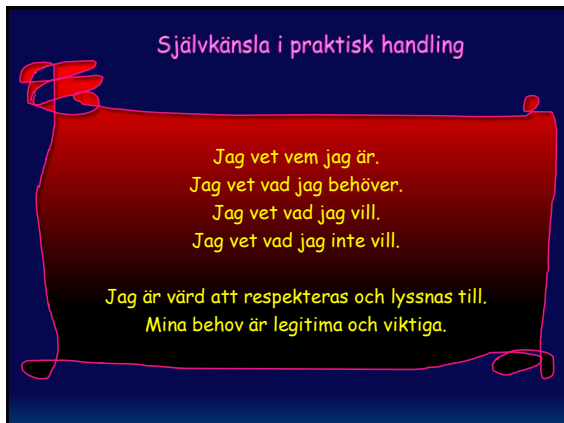 Självkänsla i praktisk handling
Jag vet vem jag är.
Jag vet vad jag behöver.
Jag vet vad jag vill.
Jag vet vad jag inte vill.
Jag är värd att respekteras och lyssnas till.
Mina behov är legitima och viktiga.